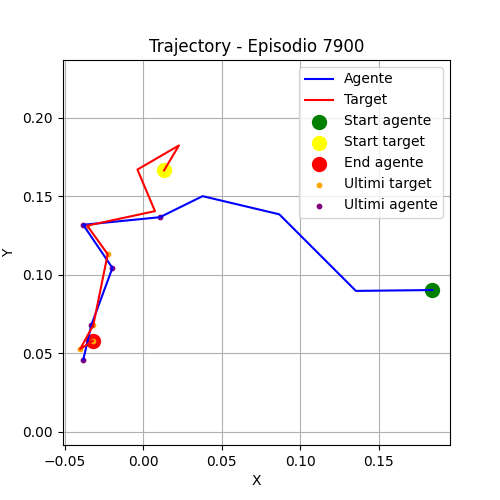 Trajectory - Episodio 7900
Agente
Target
Start agente
Start target
End agente
Ultimi target
Ultimi agente
Y
0.20
0.15
0.10
0.05
0.00
−0.05 0.00 0.05 0.10 0.15
X